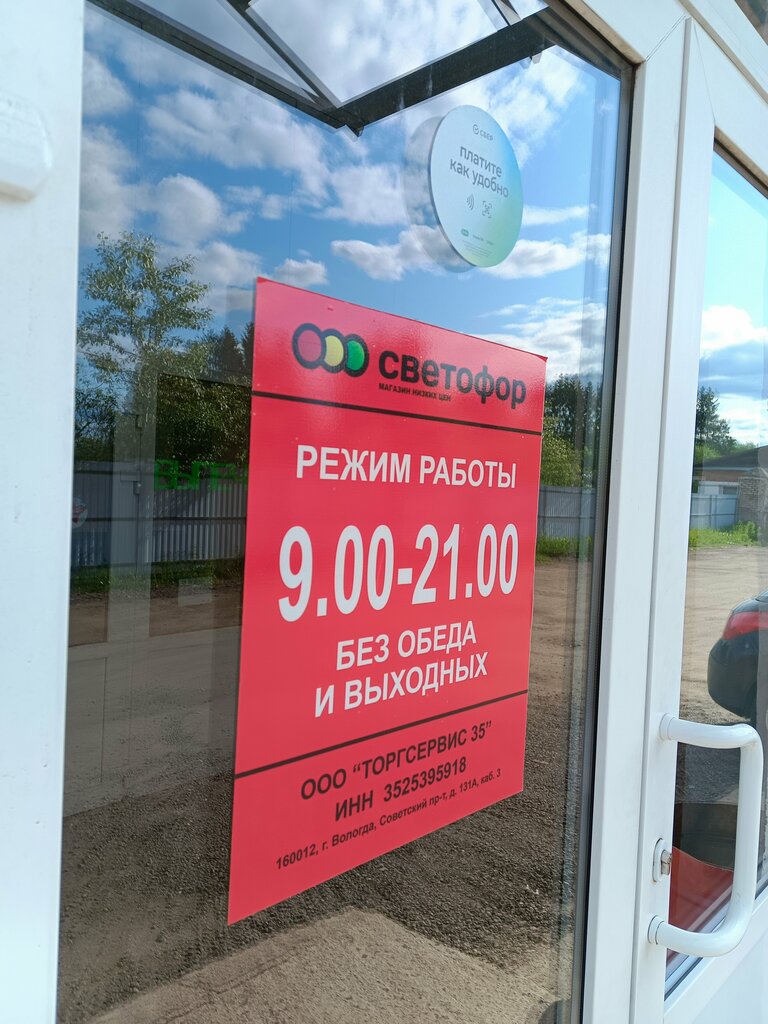 СБЕР
платите
как удобно
светофор
МАГАЗИН НИЗКИХ ЦЕН
РЕЖИМ РАБОТЫ
9.00-21.00
БЕЗ ОБЕДА
И ВЫХОДНЫХ
ООО “ТОРГСЕРВИС 35”
ИНН 3525395918
160012, г. Вологда, Советский пр-т, д. 131А, каб. 3